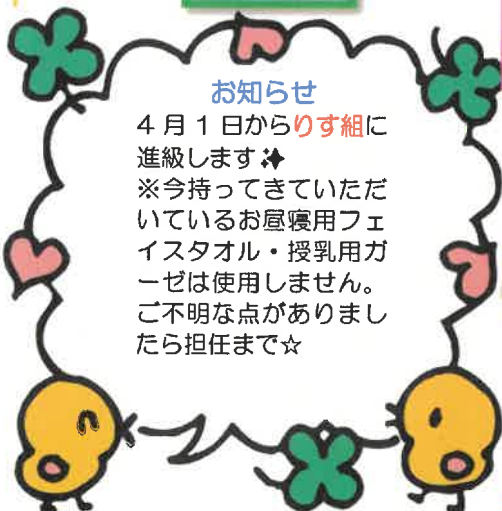 お知らせ
4月1日からりす組に
進級します✨
※今持ってきていただ
いているお昼寝用フェ
イスタオル・授乳用ガ
ーゼは使用しません。
ご不明な点がありまし
たら担任まで☆